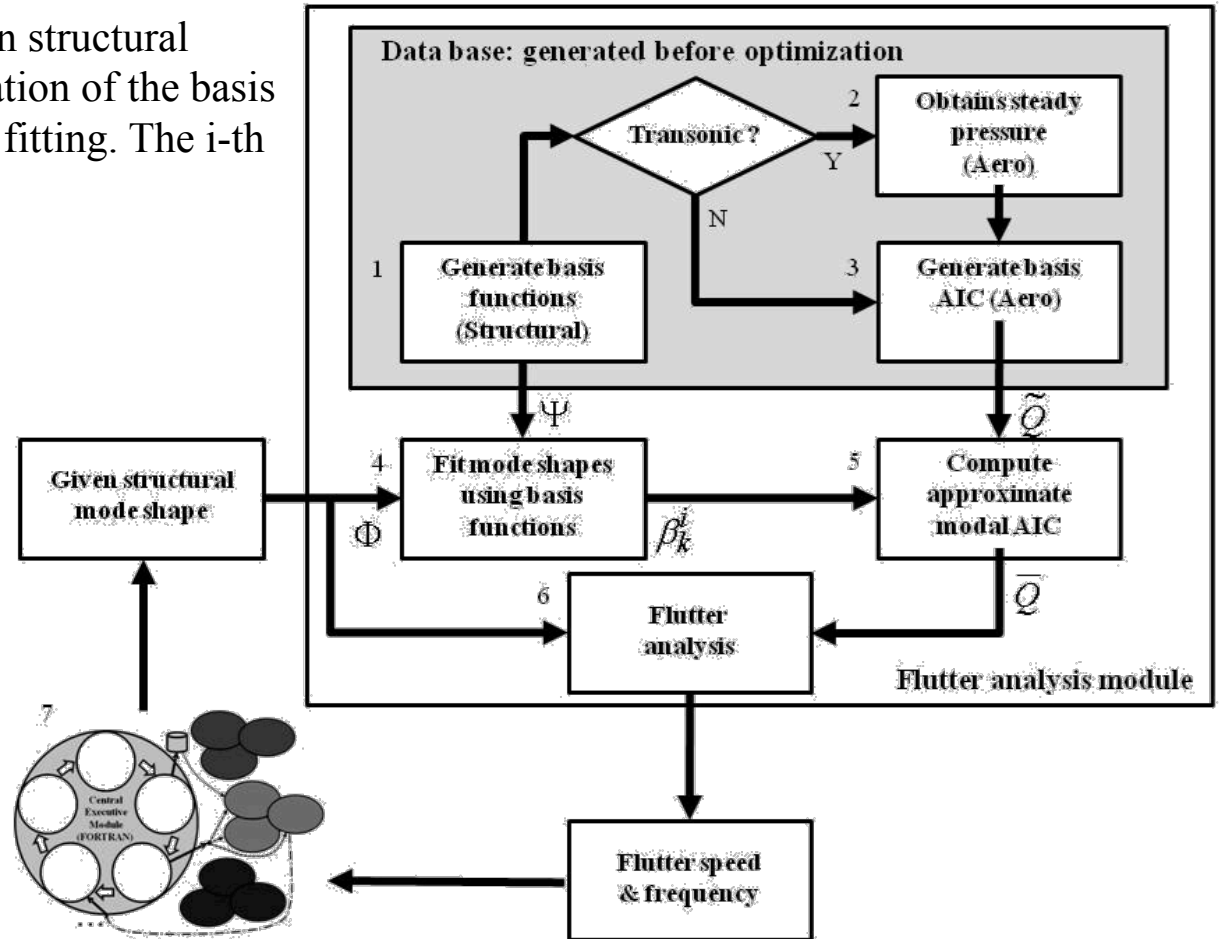 n structural
ation of the basis
fitting. The i-th
Data base: generated before optimization
Transonic ?
Y
N
2
Obtains steady
pressure
(Aero)
1
Generate basis
functions
(Structural)
3
Generate basis
AIC (Aero)
Ψ
Q̃
Given structural
mode shape
Φ
4
Fit mode shapes
using basis
functions
β_k^i
5
Compute
approximate
modal AIC
Q̅
6
Flutter
analysis
Flutter analysis module
7
Central
Executive
Module
(FORTRAN)
...
Flutter speed
& frequency